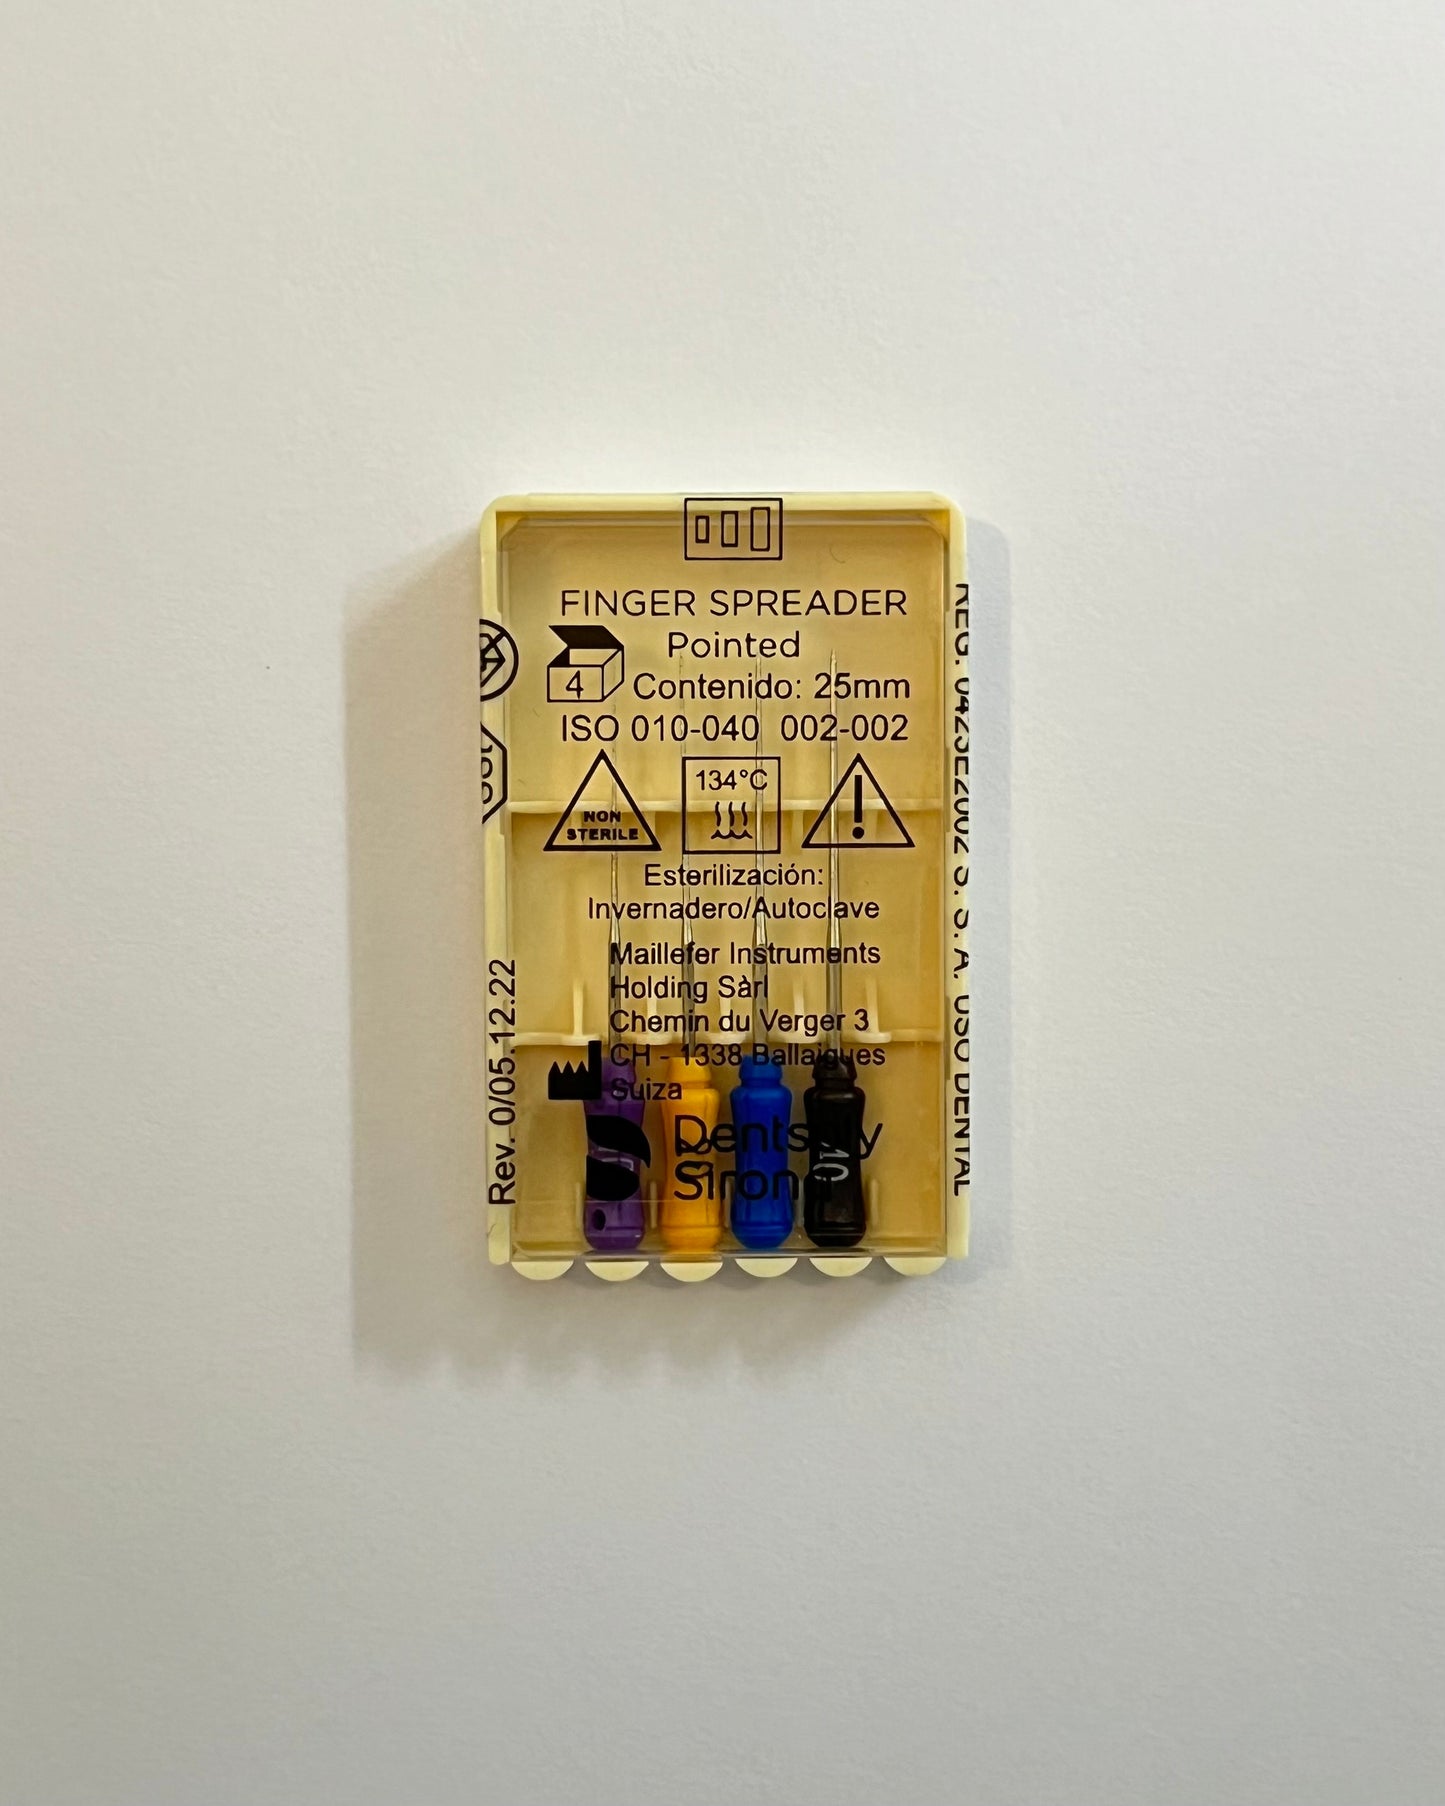 FINGER SPREADER
Pointed
4
Contenido: 25mm
ISO 010-040 002-002
NON
STERILE
134°C
!
Esterilización:
Invernadero/Autoclave
Maillefer Instruments
Holding Sàrl
Chemin du Verger 3
CH - 1338 Ballaigues
Suiza
Dentsply
Sirona
40
Rev. 0/05.12.22
REG. 0423E2002 S. S. A. USO DENTAL